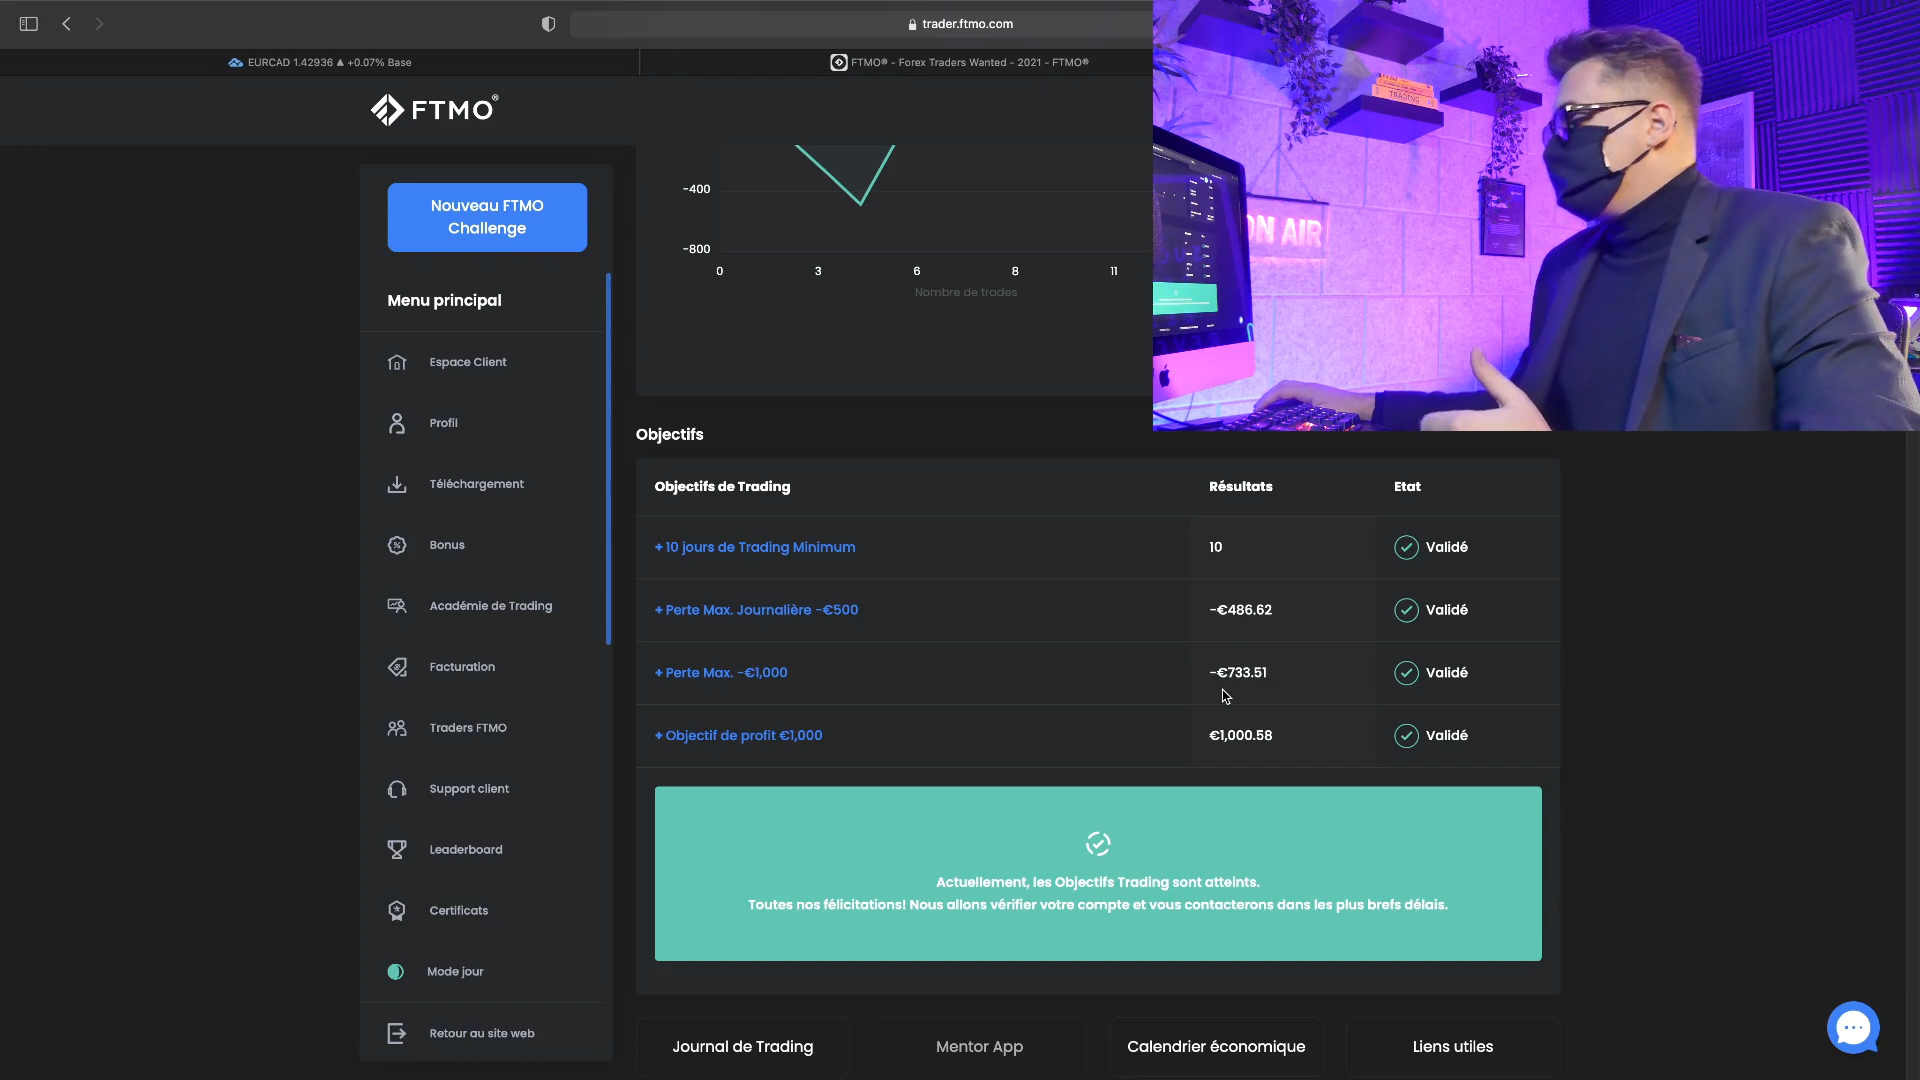 trader.ftmo.com
EURCAD 1.42936 ▲ +0.07% Base
FTMO® - Forex Traders Wanted - 2021 - FTMO®
FTMO®
Nouveau FTMO
Challenge
Menu principal
Espace Client
Profil
Téléchargement
Bonus
Académie de Trading
Facturation
Traders FTMO
Support client
Leaderboard
Certificats
Mode jour
Retour au site web
-400
-800
0 3 6 8 11
Nombre de trades
TRADING
ON AIR
Objectifs
Objectifs de Trading Résultats Etat
+ 10 jours de Trading Minimum 10 Validé
+ Perte Max. Journalière -€500 -€486.62 Validé
+ Perte Max. -€1,000 -€733.51 Validé
+ Objectif de profit €1,000 €1,000.58 Validé
Actuellement, les Objectifs Trading sont atteints.
Toutes nos félicitations! Nous allons vérifier votre compte et vous contacterons dans les plus brefs délais.
Journal de Trading Mentor App Calendrier économique Liens utiles